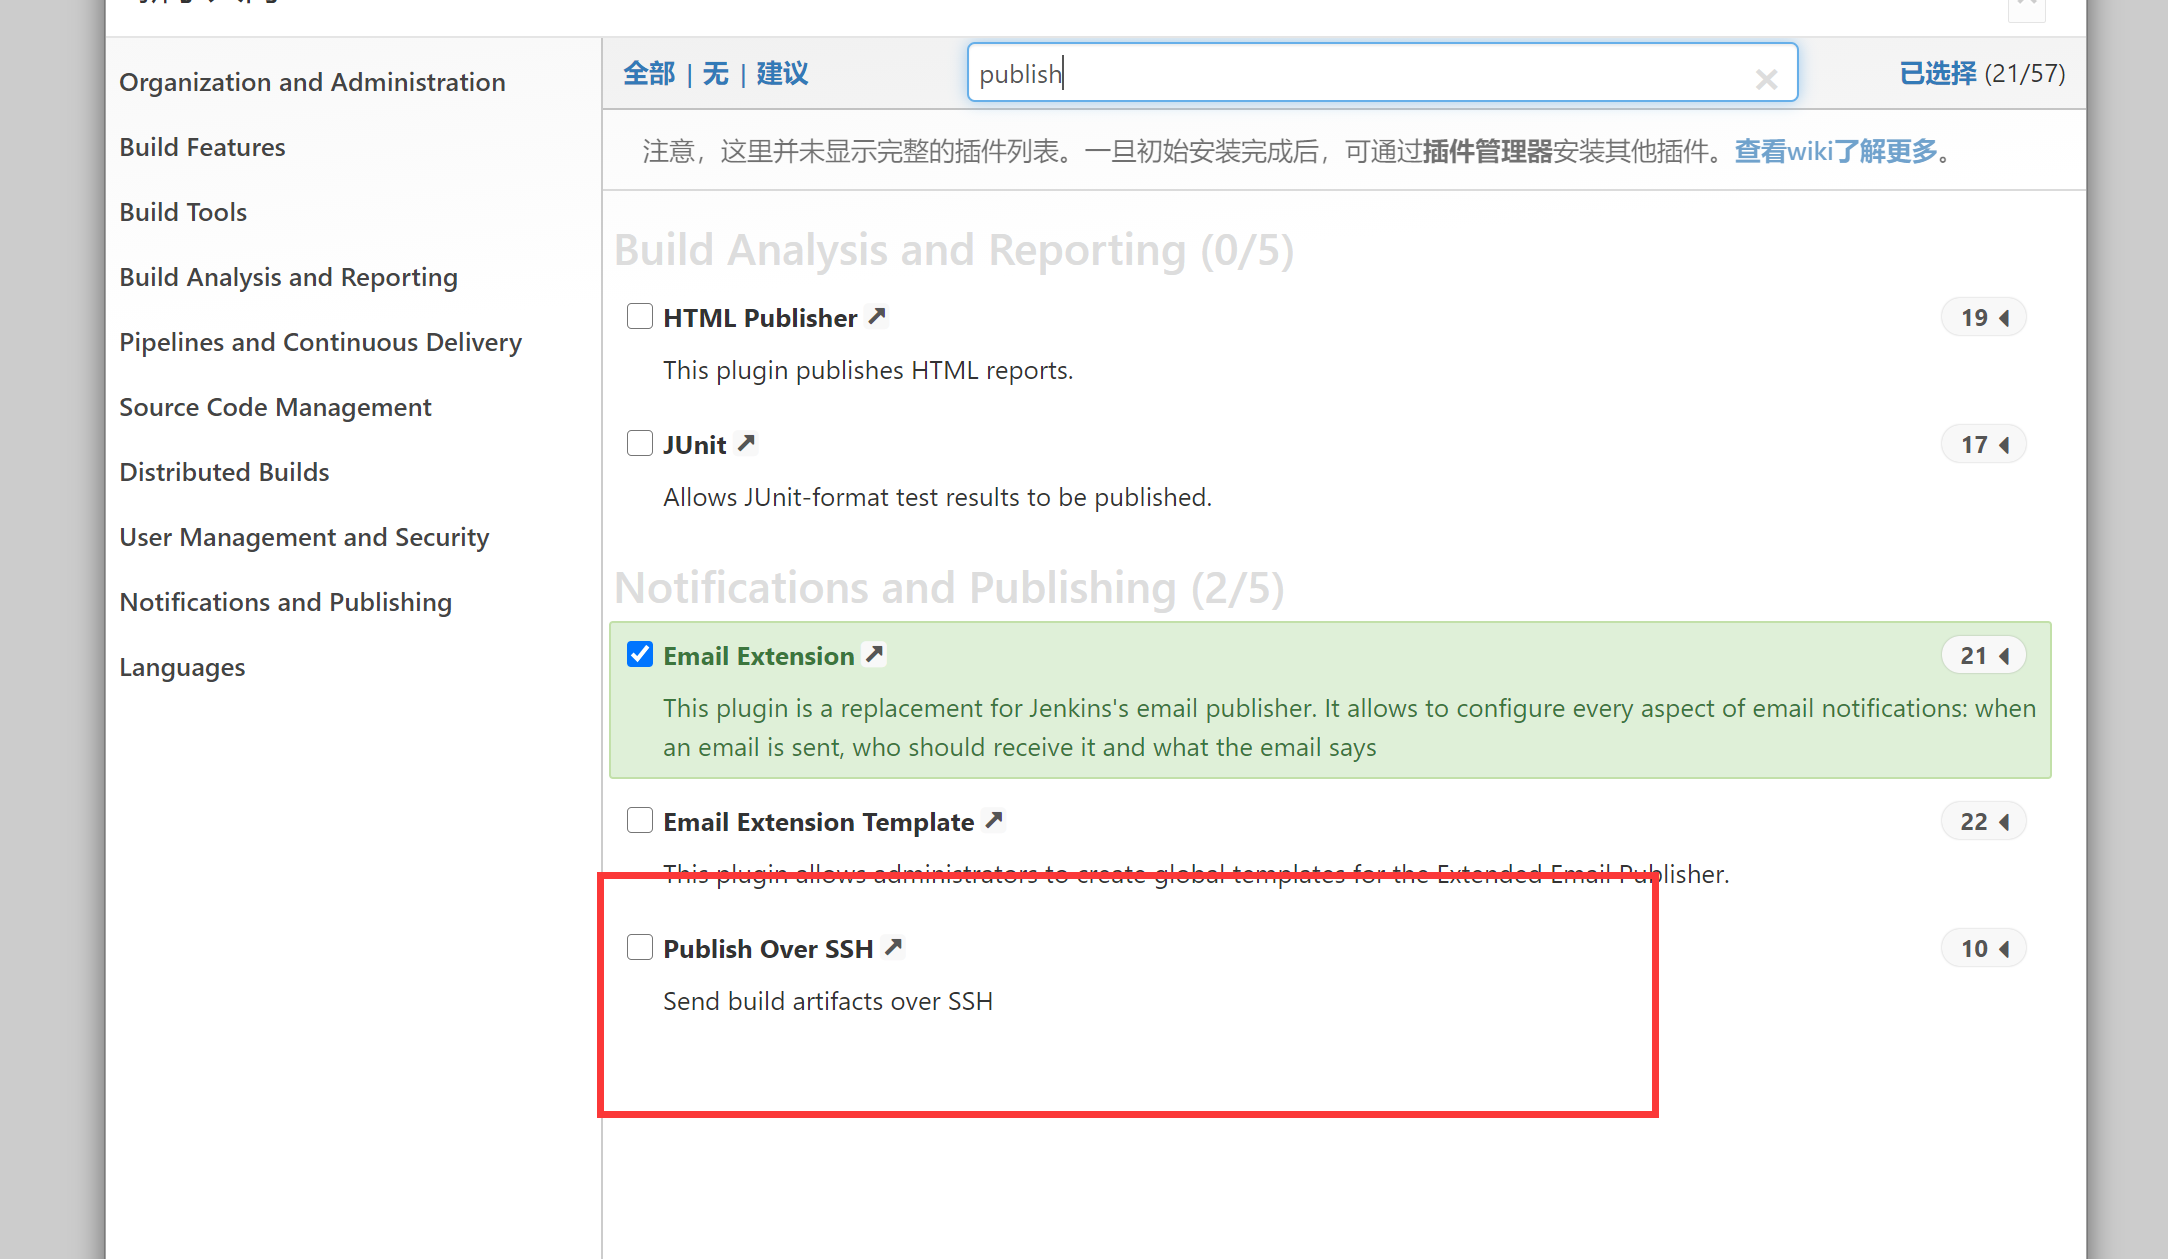 Organization and Administration
Build Features
Build Tools
Build Analysis and Reporting
Pipelines and Continuous Delivery
Source Code Management
Distributed Builds
User Management and Security
Notifications and Publishing
Languages
全部 | 无 | 建议
publish
已选择 (21/57)
注意，这里并未显示完整的插件列表。一旦初始安装完成后，可通过插件管理器安装其他插件。查看wiki了解更多。
Build Analysis and Reporting (0/5)
HTML Publisher
19
This plugin publishes HTML reports.
JUnit
17
Allows JUnit-format test results to be published.
Notifications and Publishing (2/5)
Email Extension
21
This plugin is a replacement for Jenkins's email publisher. It allows to configure every aspect of email notifications: when
an email is sent, who should receive it and what the email says
Email Extension Template
22
This plugin allows administrators to create global templates for the Extended Email Publisher.
Publish Over SSH
10
Send build artifacts over SSH